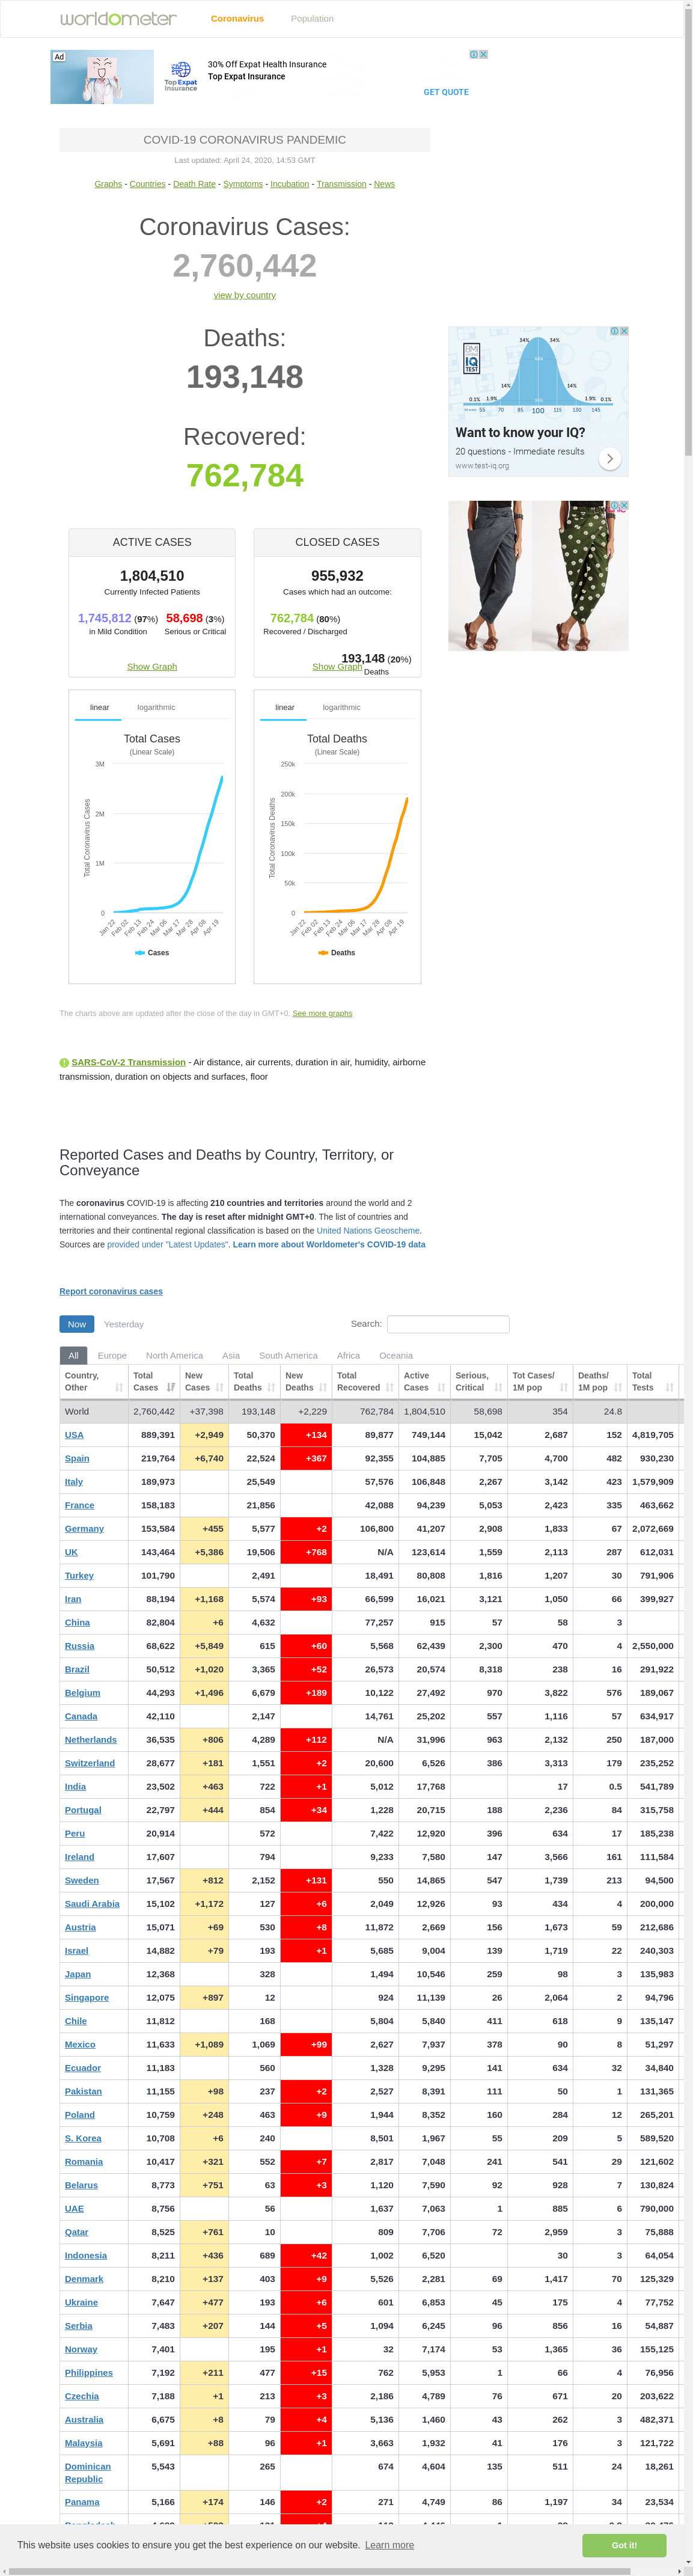 worldometer
Coronavirus
Population
Ad
30% Off Expat Health Insurance
Top Expat Insurance
Top Expat
Insurance
GET QUOTE
COVID-19 CORONAVIRUS PANDEMIC
Last updated: April 24, 2020, 14:53 GMT
Graphs - Countries - Death Rate - Symptoms - Incubation - Transmission - News
Coronavirus Cases:
2,760,442
view by country
Deaths:
193,148
Recovered:
762,784
IQ
TEST
34% 34%
14% 14%
0.1% 1.9% 1.9% 0.1%
55 70 85 100 115 130 145
Want to know your IQ?
20 questions - Immediate results
www.test-iq.org
ACTIVE CASES
1,804,510
Currently Infected Patients
1,745,812 (97%)
in Mild Condition
58,698 (3%)
Serious or Critical
Show Graph
CLOSED CASES
955,932
Cases which had an outcome:
762,784 (80%)
Recovered / Discharged
193,148 (20%)
Deaths
Show Graph
linear
logarithmic
Total Cases
(Linear Scale)
Total Coronavirus Cases
3M
2M
1M
0
Jan 22 Feb 02 Feb 13 Feb 24 Mar 06 Mar 17 Mar 28 Apr 08 Apr 19
Cases
linear
logarithmic
Total Deaths
(Linear Scale)
Total Coronavirus Deaths
250k
200k
150k
100k
50k
0
Jan 22 Feb 02 Feb 13 Feb 24 Mar 06 Mar 17 Mar 28 Apr 08 Apr 19
Deaths
The charts above are updated after the close of the day in GMT+0. See more graphs
SARS-CoV-2 Transmission - Air distance, air currents, duration in air, humidity, airborne
transmission, duration on objects and surfaces, floor
Reported Cases and Deaths by Country, Territory, or
Conveyance
The coronavirus COVID-19 is affecting 210 countries and territories around the world and 2
international conveyances. The day is reset after midnight GMT+0. The list of countries and
territories and their continental regional classification is based on the United Nations Geoscheme.
Sources are provided under "Latest Updates". Learn more about Worldometer's COVID-19 data
Report coronavirus cases
Now
Yesterday
Search:
All Europe North America Asia South America Africa Oceania
Country, Other Total Cases New Cases Total Deaths New Deaths Total Recovered Active Cases Serious, Critical Tot Cases/ 1M pop Deaths/ 1M pop Total Tests
World 2,760,442 +37,398 193,148 +2,229 762,784 1,804,510 58,698 354 24.8
USA 889,391 +2,949 50,370 +134 89,877 749,144 15,042 2,687 152 4,819,705
Spain 219,764 +6,740 22,524 +367 92,355 104,885 7,705 4,700 482 930,230
Italy 189,973 25,549 57,576 106,848 2,267 3,142 423 1,579,909
France 158,183 21,856 42,088 94,239 5,053 2,423 335 463,662
Germany 153,584 +455 5,577 +2 106,800 41,207 2,908 1,833 67 2,072,669
UK 143,464 +5,386 19,506 +768 N/A 123,614 1,559 2,113 287 612,031
Turkey 101,790 2,491 18,491 80,808 1,816 1,207 30 791,906
Iran 88,194 +1,168 5,574 +93 66,599 16,021 3,121 1,050 66 399,927
China 82,804 +6 4,632 77,257 915 57 58 3
Russia 68,622 +5,849 615 +60 5,568 62,439 2,300 470 4 2,550,000
Brazil 50,512 +1,020 3,365 +52 26,573 20,574 8,318 238 16 291,922
Belgium 44,293 +1,496 6,679 +189 10,122 27,492 970 3,822 576 189,067
Canada 42,110 2,147 14,761 25,202 557 1,116 57 634,917
Netherlands 36,535 +806 4,289 +112 N/A 31,996 963 2,132 250 187,000
Switzerland 28,677 +181 1,551 +2 20,600 6,526 386 3,313 179 235,252
India 23,502 +463 722 +1 5,012 17,768 17 0.5 541,789
Portugal 22,797 +444 854 +34 1,228 20,715 188 2,236 84 315,758
Peru 20,914 572 7,422 12,920 396 634 17 185,238
Ireland 17,607 794 9,233 7,580 147 3,566 161 111,584
Sweden 17,567 +812 2,152 +131 550 14,865 547 1,739 213 94,500
Saudi Arabia 15,102 +1,172 127 +6 2,049 12,926 93 434 4 200,000
Austria 15,071 +69 530 +8 11,872 2,669 156 1,673 59 212,686
Israel 14,882 +79 193 +1 5,685 9,004 139 1,719 22 240,303
Japan 12,368 328 1,494 10,546 259 98 3 135,983
Singapore 12,075 +897 12 924 11,139 26 2,064 2 94,796
Chile 11,812 168 5,804 5,840 411 618 9 135,147
Mexico 11,633 +1,089 1,069 +99 2,627 7,937 378 90 8 51,297
Ecuador 11,183 560 1,328 9,295 141 634 32 34,840
Pakistan 11,155 +98 237 +2 2,527 8,391 111 50 1 131,365
Poland 10,759 +248 463 +9 1,944 8,352 160 284 12 265,201
S. Korea 10,708 +6 240 8,501 1,967 55 209 5 589,520
Romania 10,417 +321 552 +7 2,817 7,048 241 541 29 121,602
Belarus 8,773 +751 63 +3 1,120 7,590 92 928 7 130,824
UAE 8,756 56 1,637 7,063 1 885 6 790,000
Qatar 8,525 +761 10 809 7,706 72 2,959 3 75,888
Indonesia 8,211 +436 689 +42 1,002 6,520 30 3 64,054
Denmark 8,210 +137 403 +9 5,526 2,281 69 1,417 70 125,329
Ukraine 7,647 +477 193 +6 601 6,853 45 175 4 77,752
Serbia 7,483 +207 144 +5 1,094 6,245 96 856 16 54,887
Norway 7,401 195 +1 32 7,174 53 1,365 36 155,125
Philippines 7,192 +211 477 +15 762 5,953 1 66 4 76,956
Czechia 7,188 +1 213 +3 2,186 4,789 76 671 20 203,622
Australia 6,675 +8 79 +4 5,136 1,460 43 262 3 482,371
Malaysia 5,691 +88 96 +1 3,663 1,932 41 176 3 121,722
Dominican Republic 5,543 265 674 4,604 135 511 24 18,261
Panama 5,166 +174 146 +2 271 4,749 86 1,197 34 23,534
This website uses cookies to ensure you get the best experience on our website. Learn more
Got it!